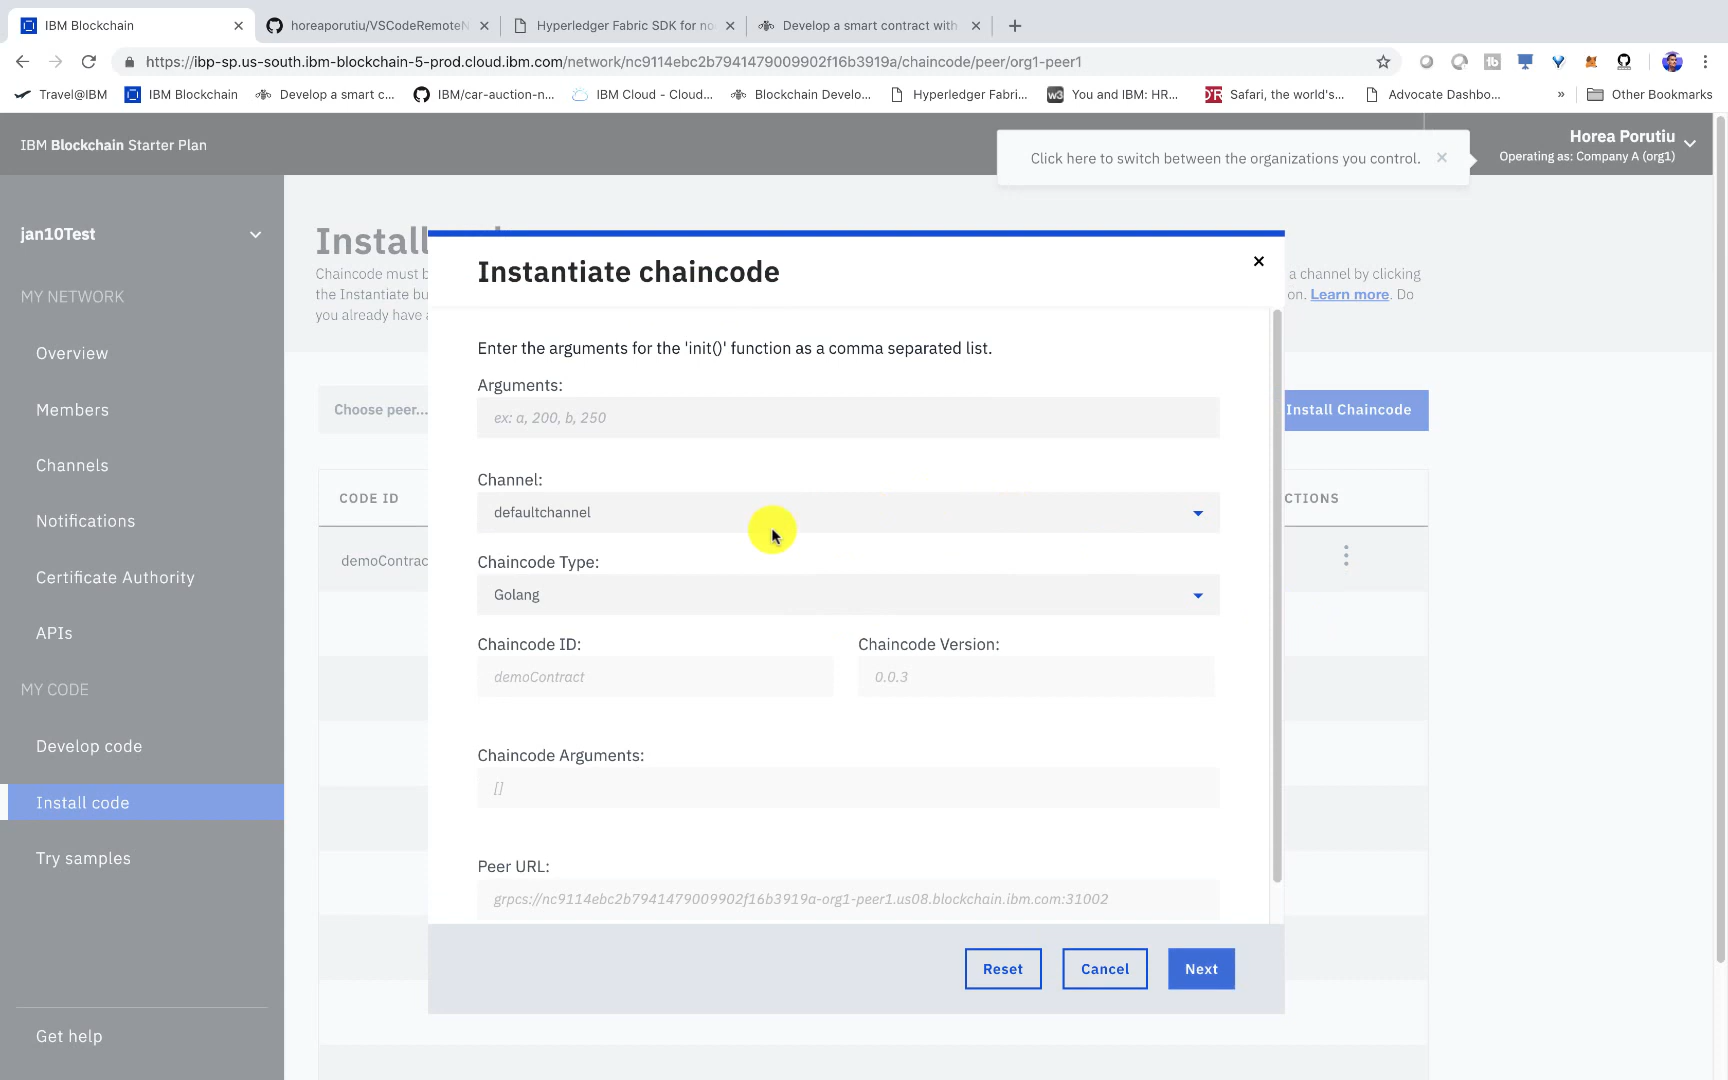 IBM Blockchain
horeaporutiu/VSCodeRemoteN
Hyperledger Fabric SDK for no
Develop a smart contract with
https://ibp-sp.us-south.ibm-blockchain-5-prod.cloud.ibm.com/network/nc9114ebc2b7941479009902f16b3919a/chaincode/peer/org1-peer1
Travel@IBM
IBM Blockchain
Develop a smart c...
IBM/car-auction-n...
IBM Cloud - Cloud...
Blockchain Develo...
Hyperledger Fabri...
You and IBM: HR...
Safari, the world's...
Advocate Dashbo...
»
Other Bookmarks
IBM Blockchain Starter Plan
Click here to switch between the organizations you control.
Horea Porutiu
Operating as: Company A (org1)
jan10Test
MY NETWORK
Overview
Members
Channels
Notifications
Certificate Authority
APIs
MY CODE
Develop code
Install code
Try samples
Get help
Install
Chaincode must b
a channel by clicking
the Instantiate bu
on. Learn more. Do
you already have a
Choose peer...
Install Chaincode
CODE ID
CTIONS
demoContrac
Instantiate chaincode
Enter the arguments for the 'init()' function as a comma separated list.
Arguments:
ex: a, 200, b, 250
Channel:
defaultchannel
Chaincode Type:
Golang
Chaincode ID:
demoContract
Chaincode Version:
0.0.3
Chaincode Arguments:
[]
Peer URL:
grpcs://nc9114ebc2b7941479009902f16b3919a-org1-peer1.us08.blockchain.ibm.com:31002
Reset
Cancel
Next